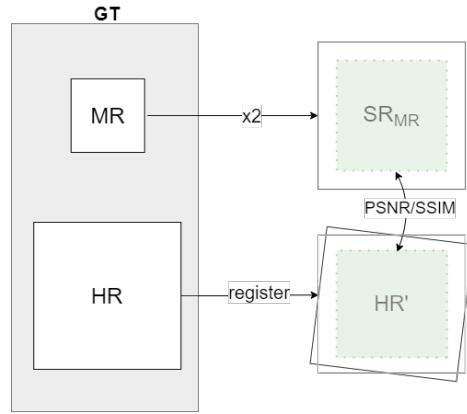 GT
MR
x2
SR_MR
PSNR/SSIM
HR
register
HR'